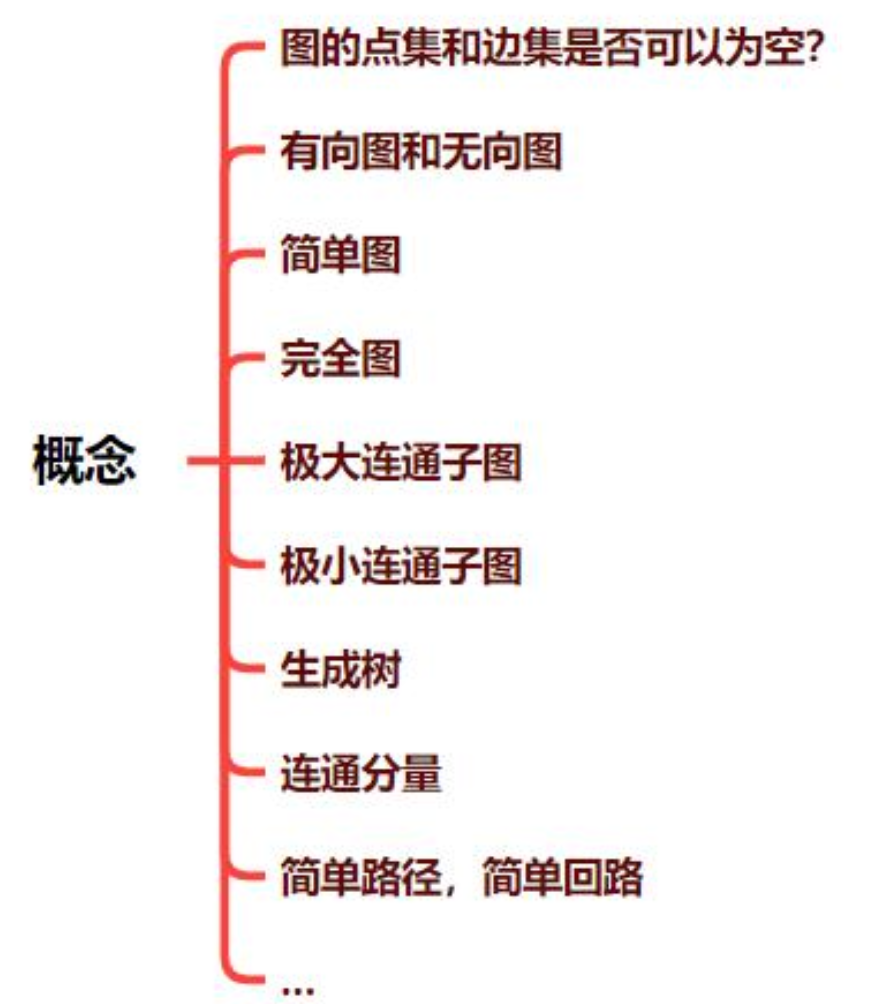 图的点集和边集是否可以为空？
有向图和无向图
简单图
完全图
概念
极大连通子图
极小连通子图
生成树
连通分量
简单路径，简单回路
...